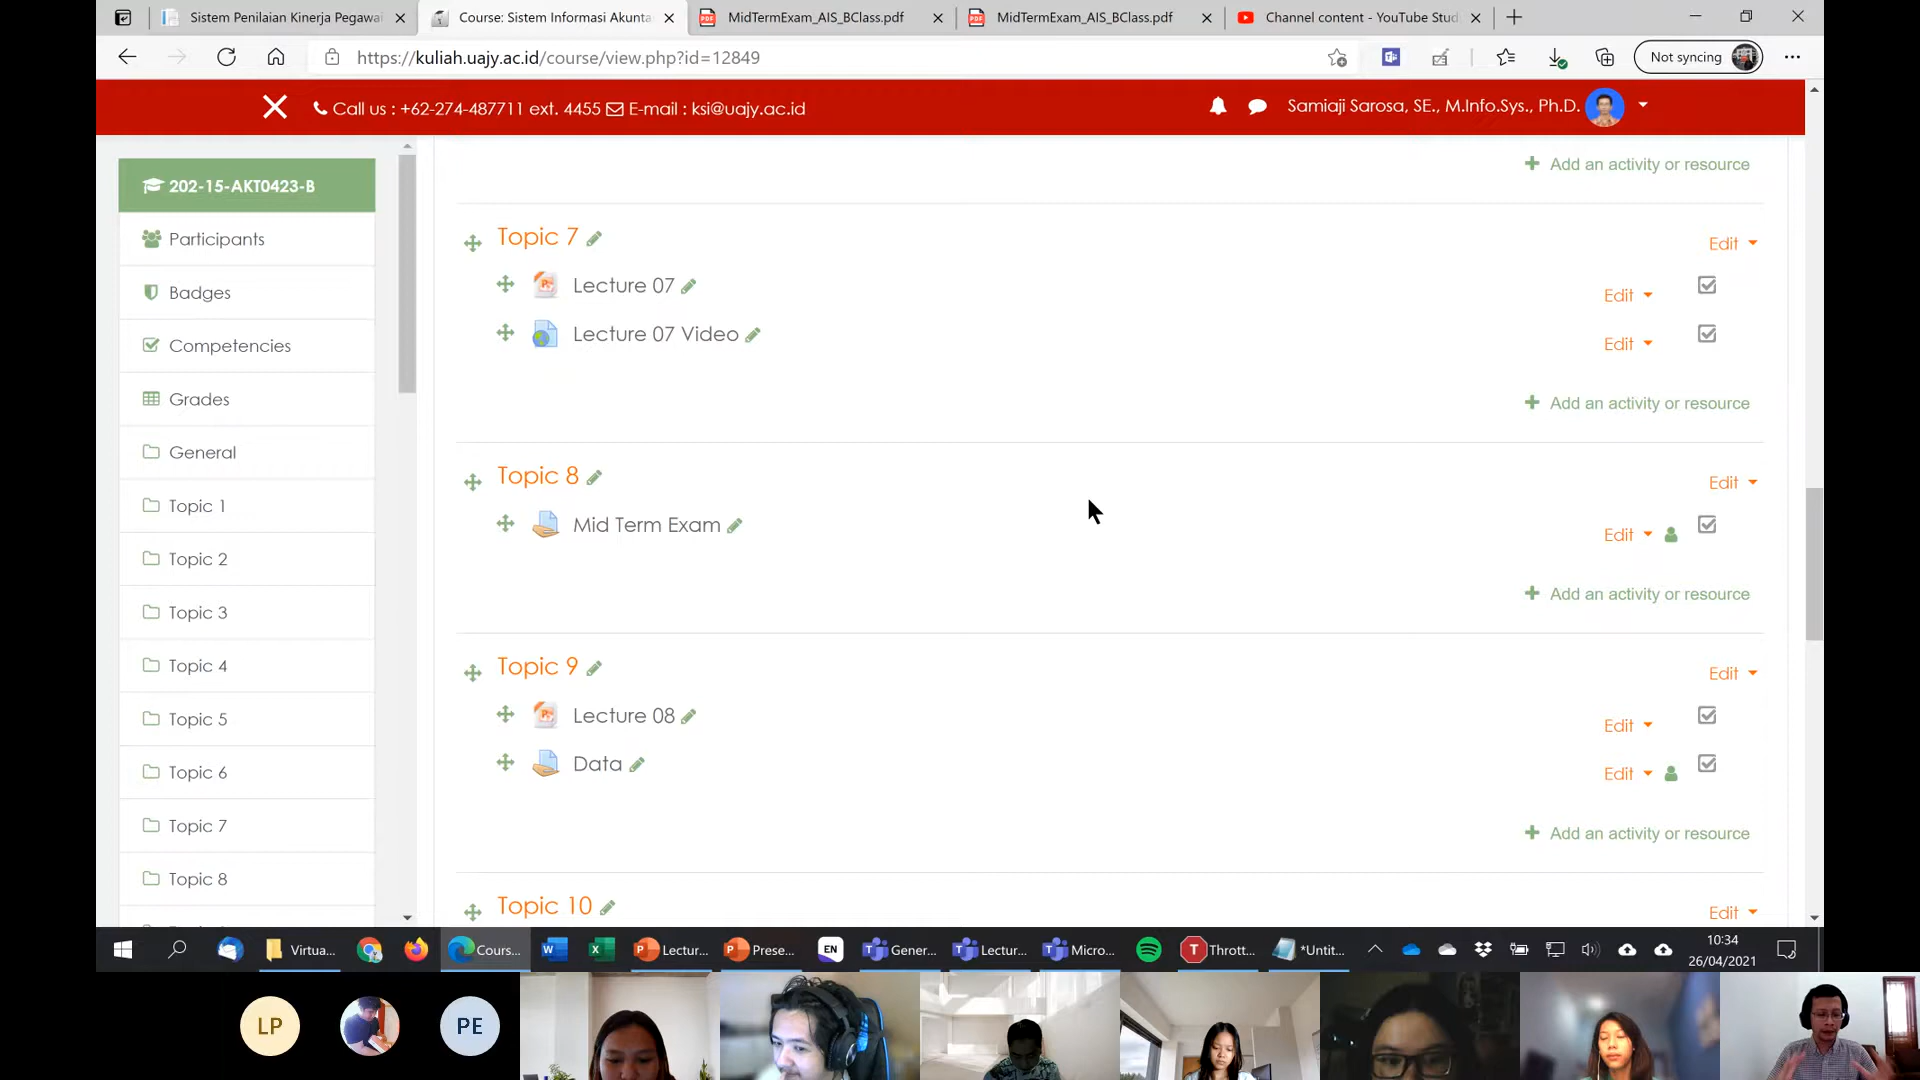 Sistem Penilaian Kinerja Pegawai
Course: Sistem Informasi Akunta
MidTermExam_AIS_BClass.pdf
MidTermExam_AIS_BClass.pdf
Channel content - YouTube Stud
https://kuliah.uajy.ac.id/course/view.php?id=12849
Not syncing
Call us : +62-274-487711 ext. 4455
E-mail : ksi@uajy.ac.id
Samiaji Sarosa, SE., M.Info.Sys., Ph.D.
202-15-AKT0423-B
Participants
Badges
Competencies
Grades
General
Topic 1
Topic 2
Topic 3
Topic 4
Topic 5
Topic 6
Topic 7
Topic 8
Add an activity or resource
Topic 7
Edit
Lecture 07
Edit
Lecture 07 Video
Edit
Add an activity or resource
Topic 8
Edit
Mid Term Exam
Edit
Add an activity or resource
Topic 9
Edit
Lecture 08
Edit
Data
Edit
Add an activity or resource
Topic 10
Edit
Virtua...
Cours...
Lectur...
Prese...
EN
Gener...
Lectur...
Micro...
Thrott...
*Untit...
10:34
26/04/2021
LP
PE